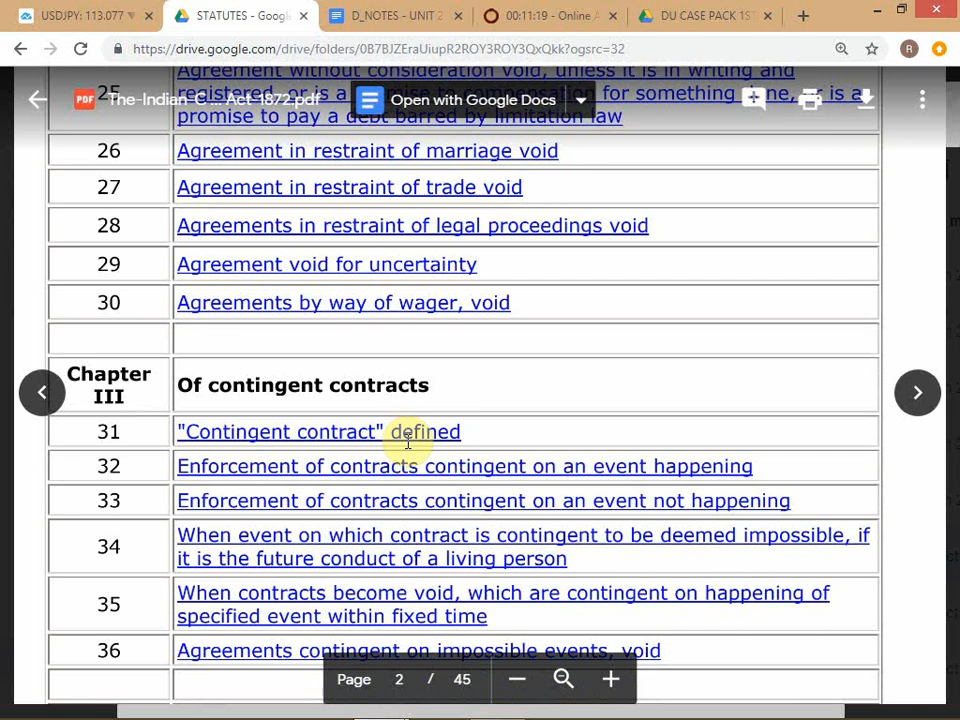 USDJPY: 113.077 ▼
STATUTES - Goog
D_NOTES - UNIT 2
00:11:19 - Online A
DU CASE PACK 1ST
https://drive.google.com/drive/folders/0B7BJZEraUiupR2ROY3ROY3QxQkk?ogsrc=32
R
Agreement without consideration void, unless it is in writing and
25
registered, or is a promise to compensation for something done, or is a
PDF
The-Indian-C Act-1872.pdf
Open with Google Docs
promise to pay a debt barred by limitation law
26 Agreement in restraint of marriage void
27 Agreement in restraint of trade void
28 Agreements in restraint of legal proceedings void
29 Agreement void for uncertainty
30 Agreements by way of wager, void
Chapter
III
Of contingent contracts
31 "Contingent contract" defined
32 Enforcement of contracts contingent on an event happening
33 Enforcement of contracts contingent on an event not happening
34 When event on which contract is contingent to be deemed impossible, if
it is the future conduct of a living person
35 When contracts become void, which are contingent on happening of
specified event within fixed time
36 Agreements contingent on impossible events, void
Page 2 / 45